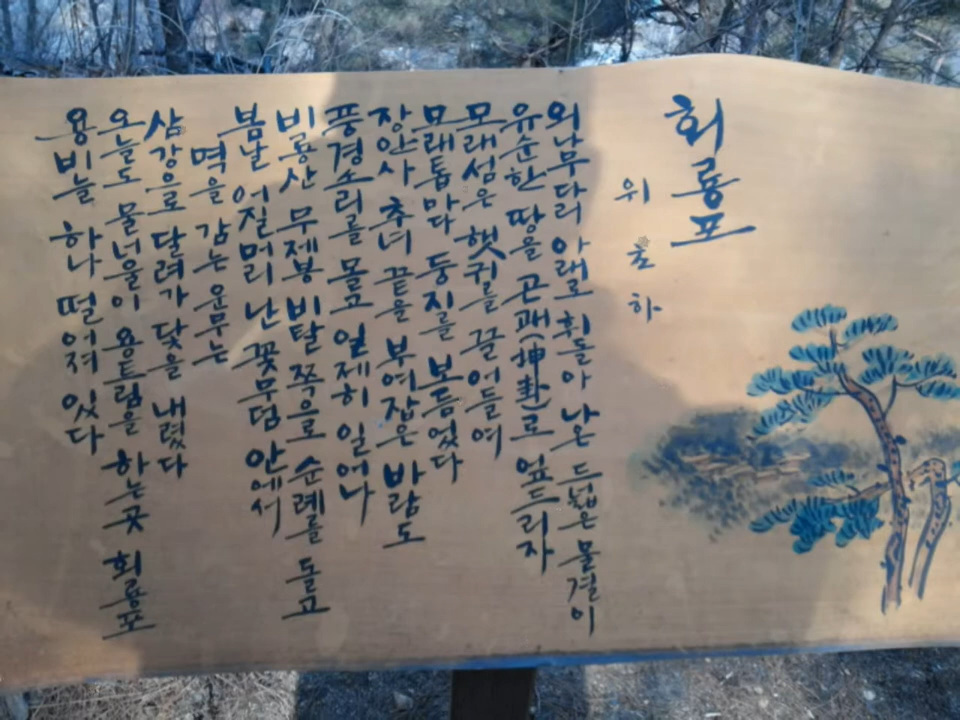 회룡포
위 하
외나무다리 아래로 휘돌아 나온 드넓은 물결이
유순한 땅을 곤괘(坤卦)로 엎드리자
모래섬은 햇귀를 끌어들여
모래톱마다 둥지를 보듬었다
장안사 추녀 끝을 부여잡은 바람도
풍경소리를 몰고 일제히 일어나
비룡산 무제봉 비탈 쪽으로 순례를 돌고
봄날 어질머리 난 꽃무덤 안에서
멱을 감는 운무는
삼강으로 달려가 닻을 내렸다
오늘도 물너울이 용트림을 하는 곳 회룡포
용비늘 하나 떨어져 있다